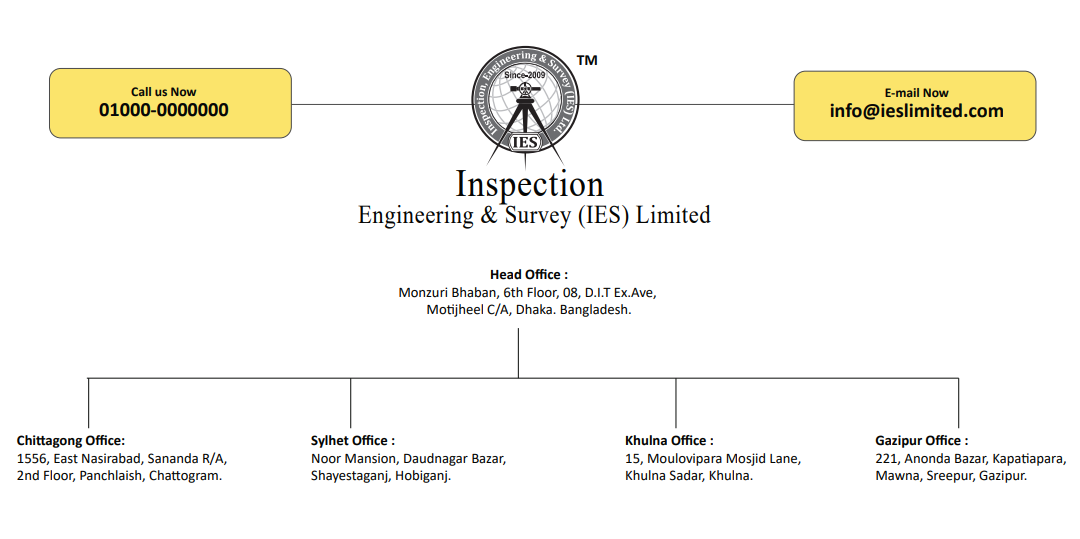 Call us Now
01000-0000000
Inspection, Engineering & Survey (IES) Ltd.
Since-2009
IES
TM
E-mail Now
info@ieslimited.com
Inspection
Engineering & Survey (IES) Limited
Head Office :
Monzuri Bhaban, 6th Floor, 08, D.I.T Ex.Ave,
Motijheel C/A, Dhaka. Bangladesh.
Chittagong Office:
1556, East Nasirabad, Sananda R/A,
2nd Floor, Panchlaish, Chattogram.
Sylhet Office :
Noor Mansion, Daudnagar Bazar,
Shayestaganj, Hobiganj.
Khulna Office :
15, Moulovipara Mosjid Lane,
Khulna Sadar, Khulna.
Gazipur Office :
221, Anonda Bazar, Kapatiapara,
Mawna, Sreepur, Gazipur.